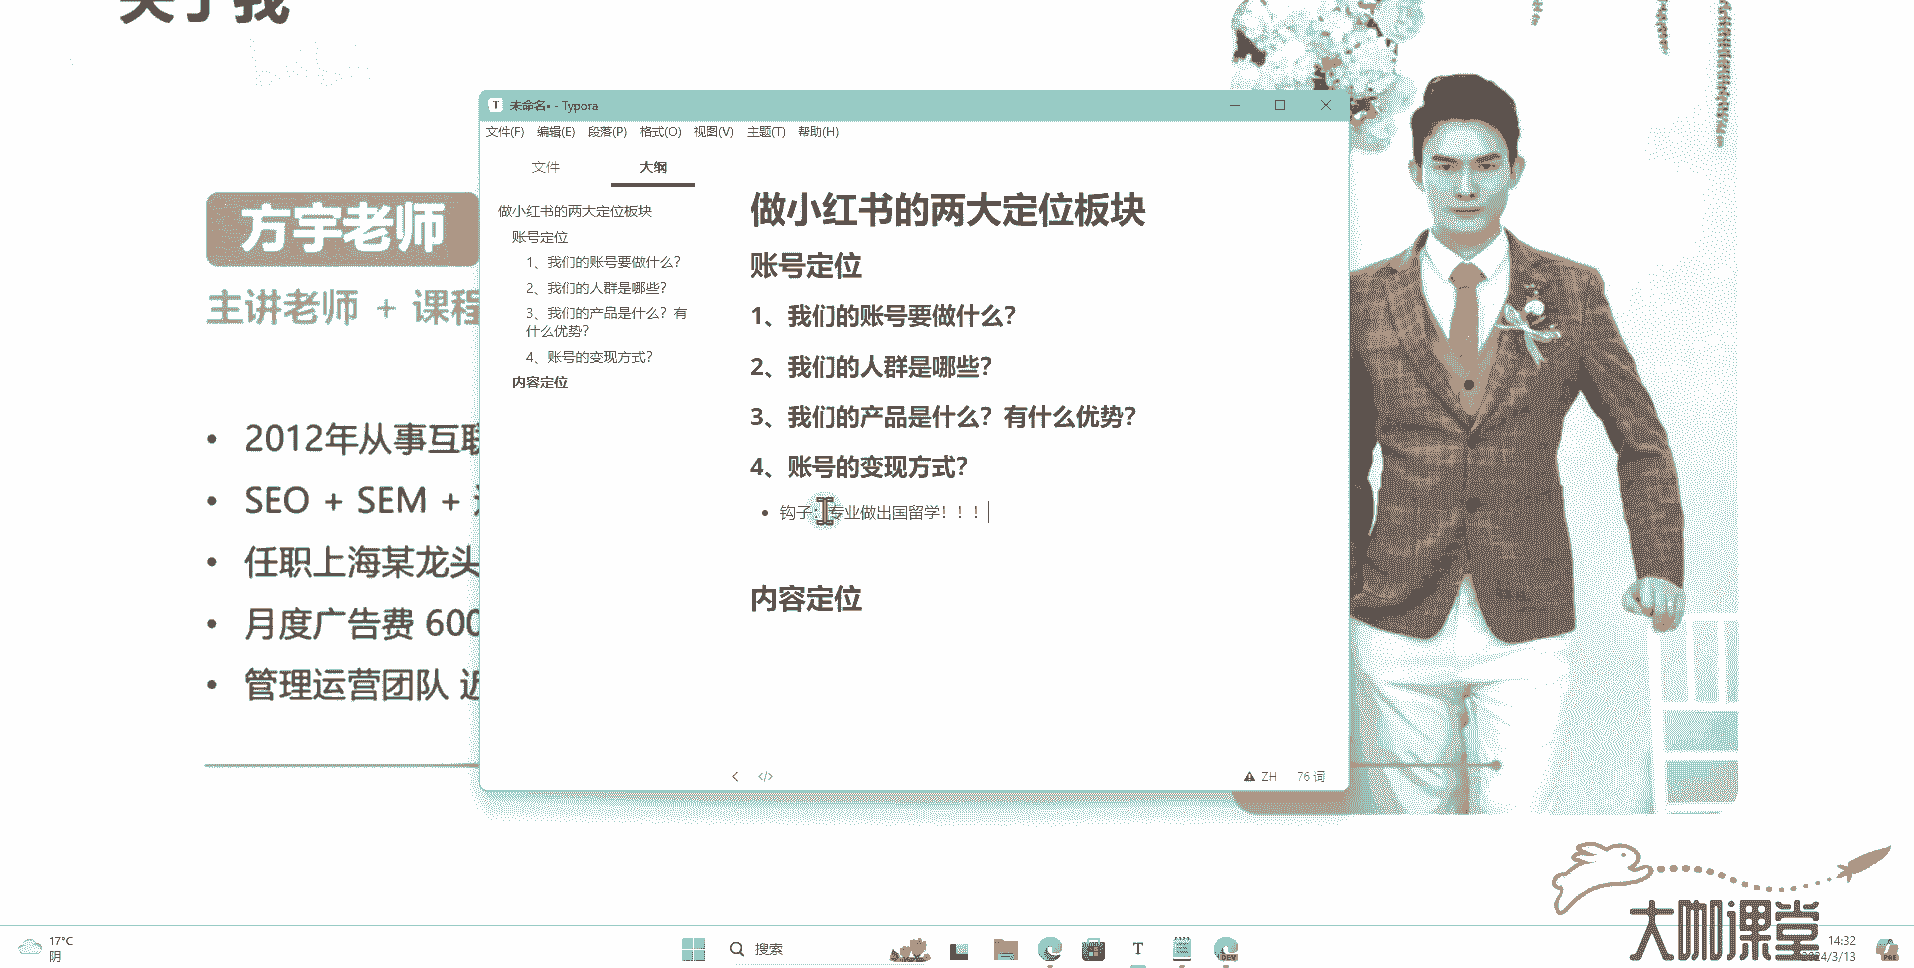 关于我
方宇老师
主讲老师 + 课程
2012年从事互联
SEO + SEM +
任职上海某龙头
月度广告费 600
管理运营团队 近
T 未命名• - Typora
文件(F) 编辑(E) 段落(P) 格式(O) 视图(V) 主题(T) 帮助(H)
文件 大纲
做小红书的两大定位板块
账号定位
1、我们的账号要做什么？
2、我们的人群是哪些？
3、我们的产品是什么？有
什么优势？
4、账号的变现方式？
内容定位
做小红书的两大定位板块
账号定位
1、我们的账号要做什么？
2、我们的人群是哪些？
3、我们的产品是什么？有什么优势？
4、账号的变现方式？
钩子：专业做出国留学！！！
内容定位
</> ZH 76 词
大咖课堂
17°C
阴
搜索
T
DEV
14:32
2024/3/13
PRE